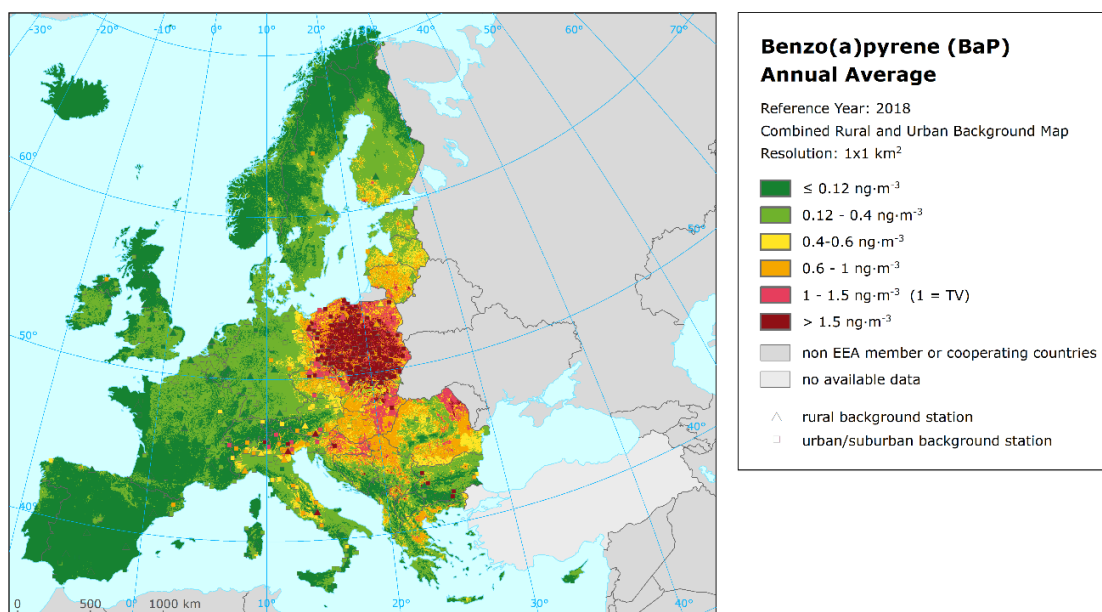 -30° -20° -10° 0° 10° 20° 30° 40° 50° 60° 70°
60°
50°
50°
40°
40°
0 500 1000 km 10° 20° 30° 40°
Benzo(a)pyrene (BaP)
Annual Average
Reference Year: 2018
Combined Rural and Urban Background Map
Resolution: 1x1 km²
≤ 0.12 ng·m⁻³
0.12 - 0.4 ng·m⁻³
0.4-0.6 ng·m⁻³
0.6 - 1 ng·m⁻³
1 - 1.5 ng·m⁻³ (1 = TV)
> 1.5 ng·m⁻³
non EEA member or cooperating countries
no available data
rural background station
urban/suburban background station